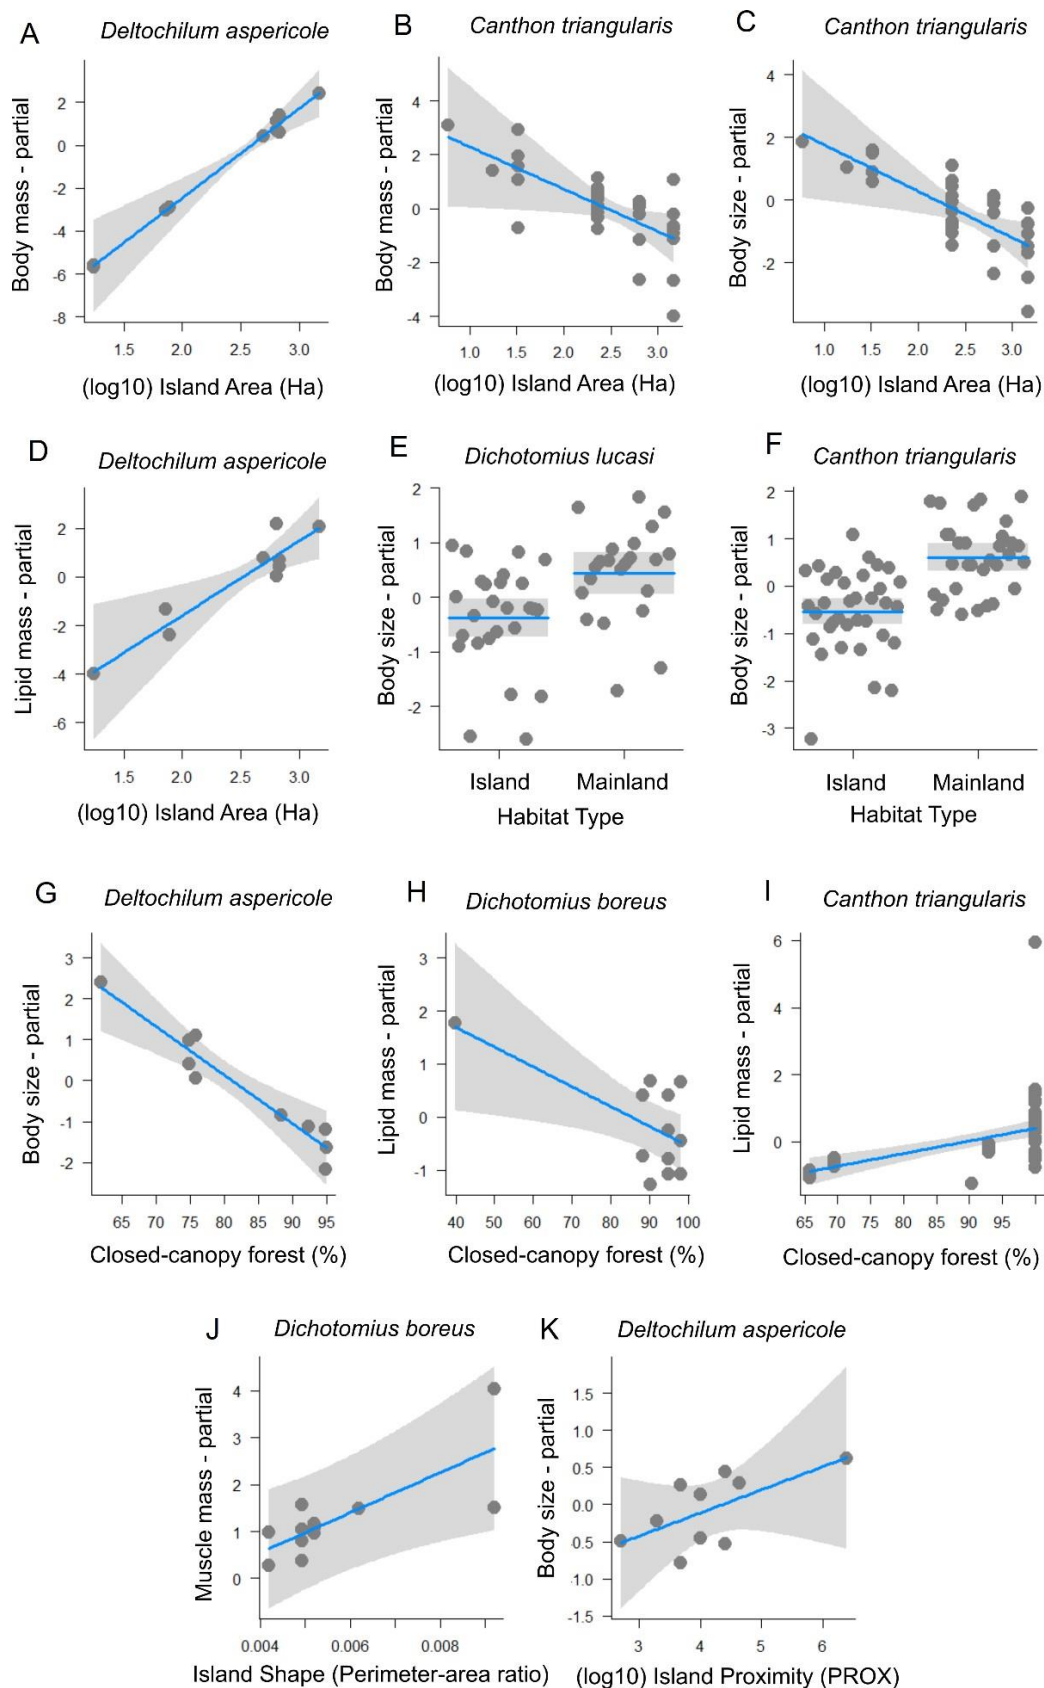 A
Deltochilum aspericole
Body mass - partial
2
0
-2
-4
-6
-8
1.5 2.0 2.5 3.0
(log10) Island Area (Ha)
B
Canthon triangularis
Body mass - partial
4
2
0
-2
-4
1.0 1.5 2.0 2.5 3.0
(log10) Island Area (Ha)
C
Canthon triangularis
Body size - partial
4
2
0
-2
1.0 1.5 2.0 2.5 3.0
(log10) Island Area (Ha)
D
Deltochilum aspericole
Lipid mass - partial
2
0
-2
-4
-6
1.5 2.0 2.5 3.0
(log10) Island Area (Ha)
E
Dichotomius lucasi
Body size - partial
2
1
0
-1
-2
Island Mainland
Habitat Type
F
Canthon triangularis
Body size - partial
2
1
0
-1
-2
-3
Island Mainland
Habitat Type
G
Deltochilum aspericole
Body size - partial
3
2
1
0
-1
-2
65 70 75 80 85 90 95
Closed-canopy forest (%)
H
Dichotomius boreus
Lipid mass - partial
3
2
1
0
-1
40 50 60 70 80 90 100
Closed-canopy forest (%)
I
Canthon triangularis
Lipid mass - partial
6
4
2
0
65 70 75 80 85 90 95
Closed-canopy forest (%)
J
Dichotomius boreus
Muscle mass - partial
4
3
2
1
0
0.004 0.006 0.008
Island Shape (Perimeter-area ratio)
K
Deltochilum aspericole
Body size - partial
1.5
1.0
0.5
0.0
-0.5
-1.0
-1.5
3 4 5 6
(log10) Island Proximity (PROX)